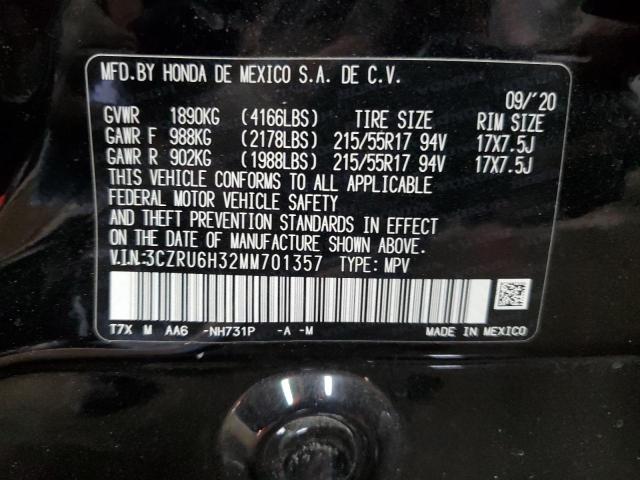 MFD.BY HONDA DE MEXICO S.A. DE C.V.
09/'20
GVWR 1890KG (4166LBS) TIRE SIZE RIM SIZE
GAWR F 988KG (2178LBS) 215/55R17 94V 17X7.5J
GAWR R 902KG (1988LBS) 215/55R17 94V 17X7.5J
THIS VEHICLE CONFORMS TO ALL APPLICABLE
FEDERAL MOTOR VEHICLE SAFETY
AND THEFT PREVENTION STANDARDS IN EFFECT
ON THE DATE OF MANUFACTURE SHOWN ABOVE.
V.I.N:3CZRU6H32MM701357 TYPE: MPV
T7X M AA6 -NH731P -A -M MADE IN MEXICO